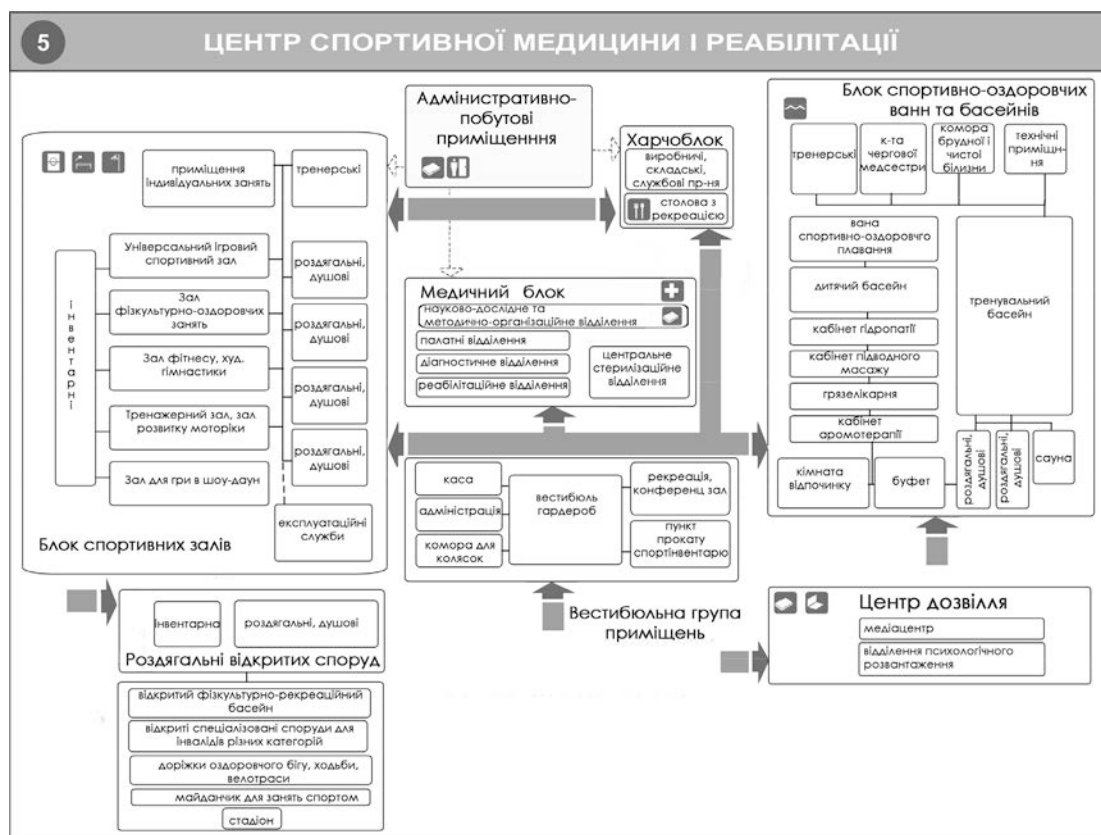 5
ЦЕНТР СПОРТИВНОЇ МЕДИЦИНИ І РЕАБІЛІТАЦІЇ
Адміністративно-
побутові
приміщенння
приміщення
індивідуальних занять
тренерські
інвентарні
Універсальний ігровий
спортивний зал
Зал
фізкультурно-оздоровчих
занять
Зал фітнесу, худ.
гімнастики
Тренажерний зал, зал
розвитку моторіки
Зал для гри в шоу-даун
роздягальні,
душові
роздягальні,
душові
роздягальні,
душові
роздягальні,
душові
експлуатаційні
служби
Блок спортивних залів
Харчоблок
виробничі,
складські,
службові пр-ня
столова з
рекреацією
Медичний блок
науково-дослідне та
методично-організаційне відділення
палатні відділення
діагностичне відділення
реабілітаційне відділення
центральне
стерилізаційне
відділення
каса
адміністрація
комора для
колясок
вестибюль
гардероб
рекреація,
конференц зал
пункт
прокату
спортінвентарю
Вестибюльна група
приміщень
Блок спортивно-оздоровчих
ванн та басейнів
тренерські
к-та
чергової
медсестри
комора
брудної і
чистої
білизни
технічні
приміщн-
ня
вана
спортивно-оздоровчго
плавання
дитячий басейн
кабінет гідропатії
кабінет підводного
масажу
грязелікарня
кабінет
аромотерапії
кімната
відпочинку
буфет
тренувальний
басейн
роздягальні,
душові
роздягальні,
душові
сауна
Центр дозвілля
медіацентр
відділення психологічного
розвантаження
інвентарна
роздягальні, душові
Роздягальні відкритих споруд
відкритий фізкультурно-рекреаційний
басейн
відкриті спеціалізовані споруди для
інвалідів різних категорій
доріжки оздоровчого бігу, ходьби,
велотраси
майданчик для занять спортом
стадіон